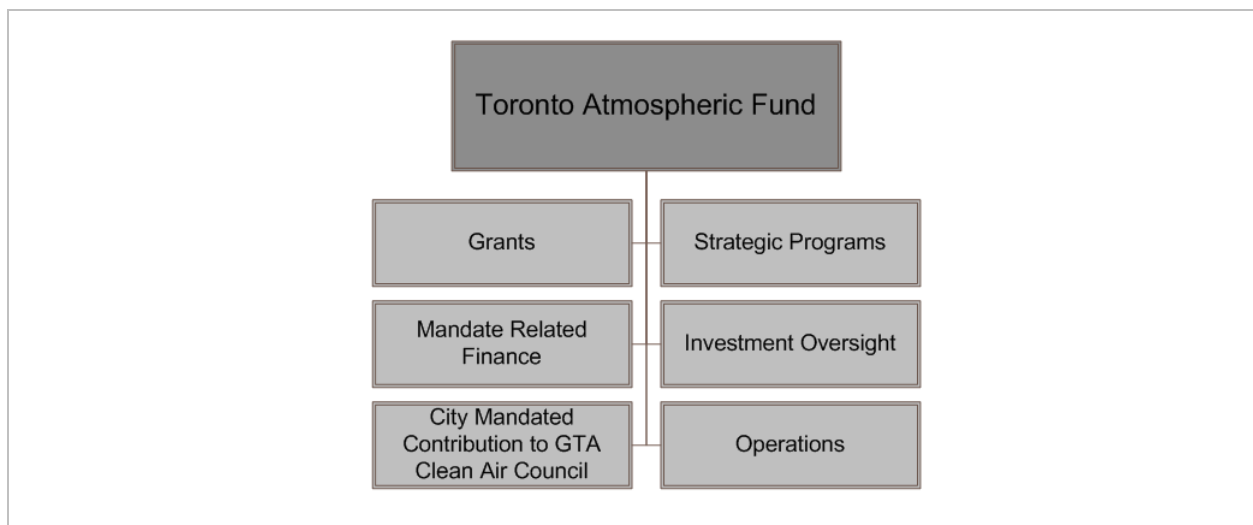 Toronto Atmospheric Fund
Grants
Strategic Programs
Mandate Related
Finance
Investment Oversight
City Mandated
Contribution to GTA
Clean Air Council
Operations